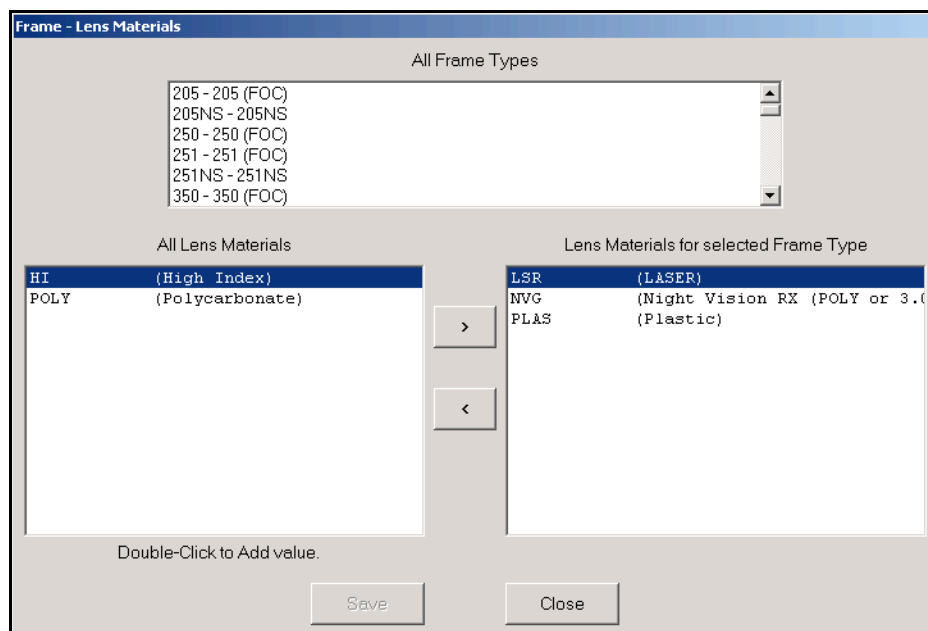 Frame - Lens Materials
All Frame Types
205 - 205 (FOC)
205NS - 205NS
250 - 250 (FOC)
251 - 251 (FOC)
251NS - 251NS
350 - 350 (FOC)
All Lens Materials
HI (High Index)
POLY (Polycarbonate)
>
<
Lens Materials for selected Frame Type
LSR (LASER)
NVG (Night Vision RX (POLY or 3.0
PLAS (Plastic)
Double-Click to Add value.
Save
Close